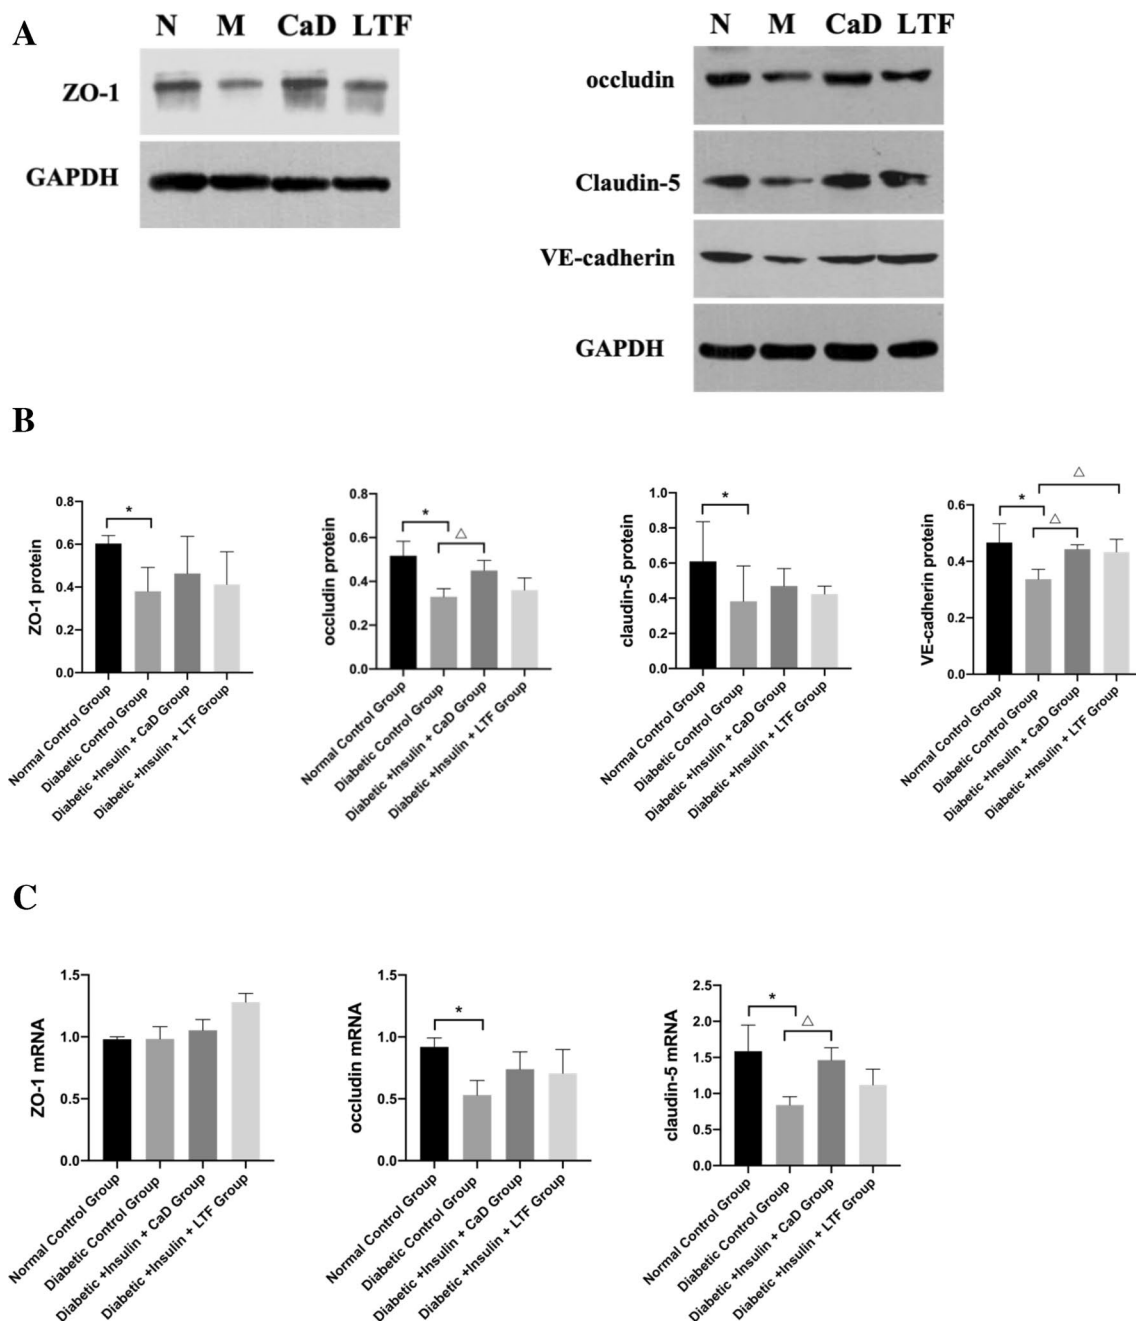 A
N M CaD LTF
ZO-1
GAPDH
N M CaD LTF
occludin
Claudin-5
VE-cadherin
GAPDH
B
ZO-1 protein
0.8
0.6
0.4
0.2
0.0
*
Normal Control Group
Diabetic Control Group
Diabetic +Insulin + CaD Group
Diabetic +Insulin + LTF Group
occludin protein
0.8
0.6
0.4
0.2
0.0
*
△
Normal Control Group
Diabetic Control Group
Diabetic +Insulin + CaD Group
Diabetic +Insulin + LTF Group
claudin-5 protein
1.0
0.8
0.6
0.4
0.2
0.0
*
Normal Control Group
Diabetic Control Group
Diabetic +Insulin + CaD Group
Diabetic +Insulin + LTF Group
VE-cadherin protein
0.6
0.4
0.2
0.0
*
△
△
Normal Control Group
Diabetic Control Group
Diabetic +Insulin + CaD Group
Diabetic +Insulin + LTF Group
C
ZO-1 mRNA
1.5
1.0
0.5
0.0
Normal Control Group
Diabetic Control Group
Diabetic +Insulin + CaD Group
Diabetic +Insulin + LTF Group
occludin mRNA
1.5
1.0
0.5
0.0
*
Normal Control Group
Diabetic Control Group
Diabetic +Insulin + CaD Group
Diabetic +Insulin + LTF Group
claudin-5 mRNA
2.5
2.0
1.5
1.0
0.5
0.0
*
△
Normal Control Group
Diabetic Control Group
Diabetic +Insulin + CaD Group
Diabetic +Insulin + LTF Group